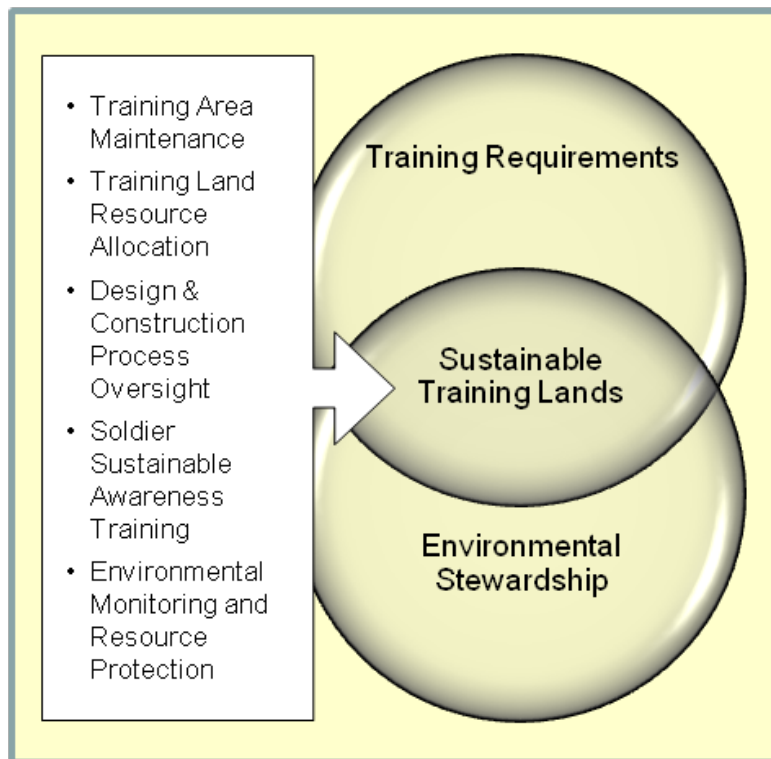 • Training Area
Maintenance
• Training Land
Resource
Allocation
• Design &
Construction
Process
Oversight
• Soldier
Sustainable
Awareness
Training
• Environmental
Monitoring and
Resource
Protection
Training Requirements
Sustainable
Training Lands
Environmental
Stewardship